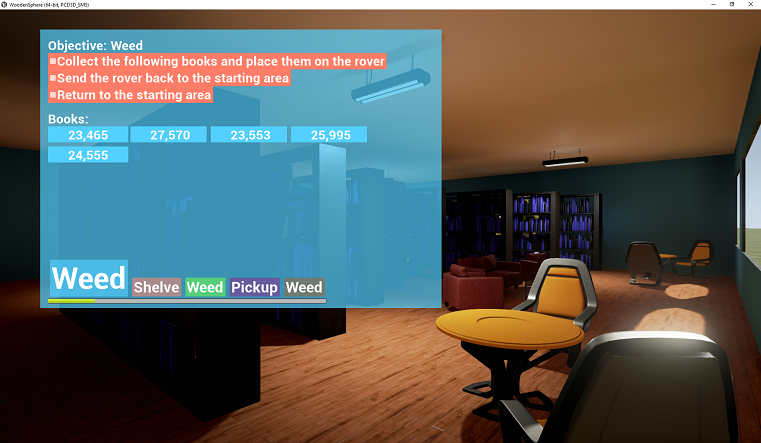 WoodenSphere (64-bit, PCD3D_SM5)
Objective: Weed
Collect the following books and place them on the rover
Send the rover back to the starting area
Return to the starting area
Books:
23,465 27,570 23,553 25,995
24,555
Weed Shelve Weed Pickup Weed